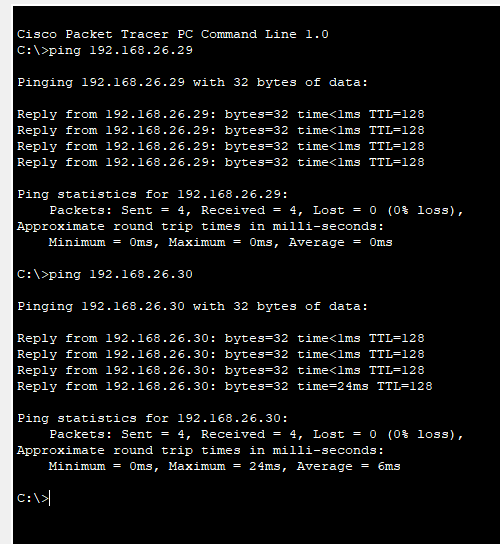 Cisco Packet Tracer PC Command Line 1.0
C:\>ping 192.168.26.29
Pinging 192.168.26.29 with 32 bytes of data:
Reply from 192.168.26.29: bytes=32 time<1ms TTL=128
Reply from 192.168.26.29: bytes=32 time<1ms TTL=128
Reply from 192.168.26.29: bytes=32 time<1ms TTL=128
Reply from 192.168.26.29: bytes=32 time<1ms TTL=128
Ping statistics for 192.168.26.29:
    Packets: Sent = 4, Received = 4, Lost = 0 (0% loss),
Approximate round trip times in milli-seconds:
    Minimum = 0ms, Maximum = 0ms, Average = 0ms
C:\>ping 192.168.26.30
Pinging 192.168.26.30 with 32 bytes of data:
Reply from 192.168.26.30: bytes=32 time<1ms TTL=128
Reply from 192.168.26.30: bytes=32 time<1ms TTL=128
Reply from 192.168.26.30: bytes=32 time<1ms TTL=128
Reply from 192.168.26.30: bytes=32 time=24ms TTL=128
Ping statistics for 192.168.26.30:
    Packets: Sent = 4, Received = 4, Lost = 0 (0% loss),
Approximate round trip times in milli-seconds:
    Minimum = 0ms, Maximum = 24ms, Average = 6ms
C:\>